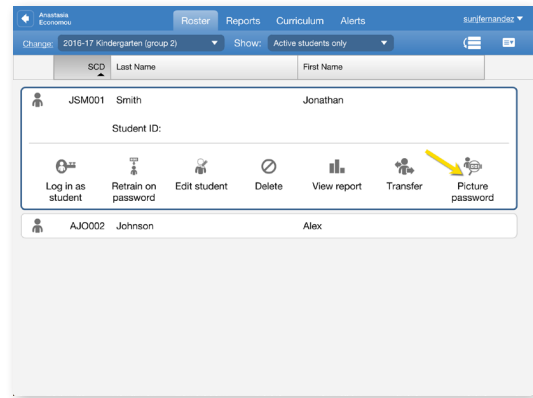 Anastasia
Economou
Roster Reports Curriculum Alerts
sunjfernandez
Change: 2016-17 Kindergarten (group 2) Show: Active students only
SCD Last Name First Name
JSM001 Smith Jonathan
Student ID:
Log in as student Retrain on password Edit student Delete View report Transfer Picture password
AJO002 Johnson Alex